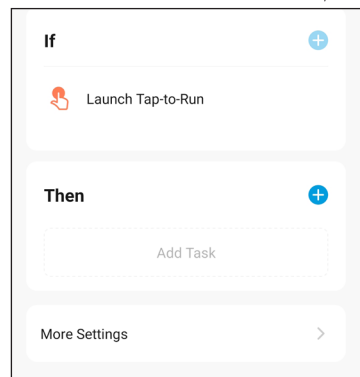 If
Launch Tap-to-Run
Then
Add Task
More Settings